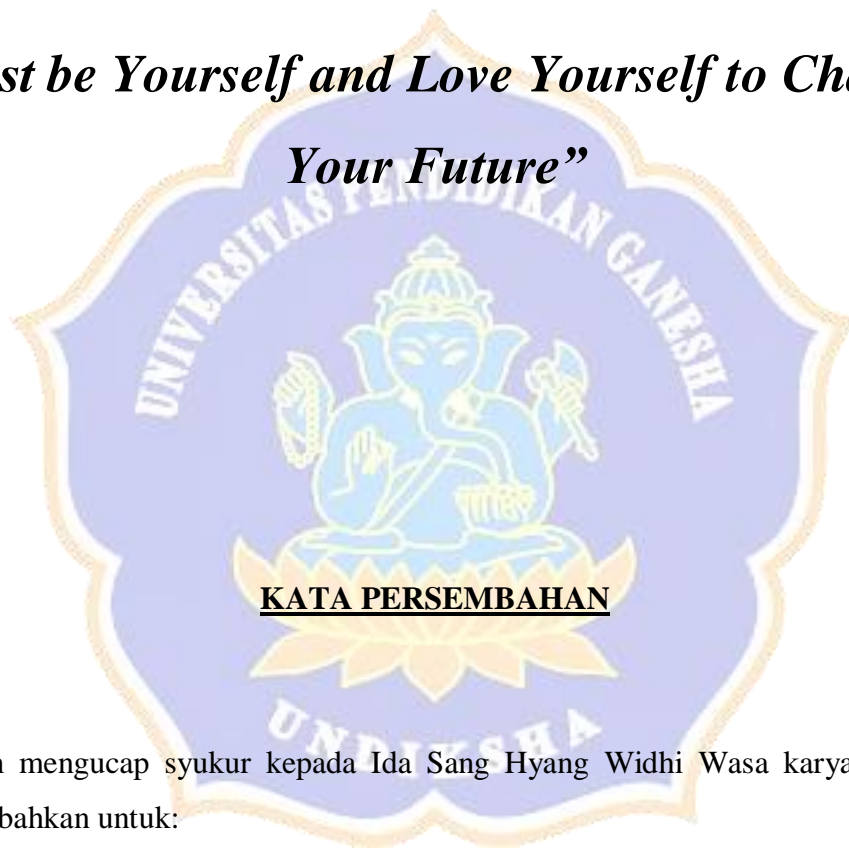 st be Yourself and Love Yourself to Ch
Your Future”
UNIVERSITAS PENDIDIKAN GANESHA
KATA PERSEMBAHAN
UNDIKSHA
mengucap syukur kepada Ida Sang Hyang Widhi Wasa karya
bahkan untuk: